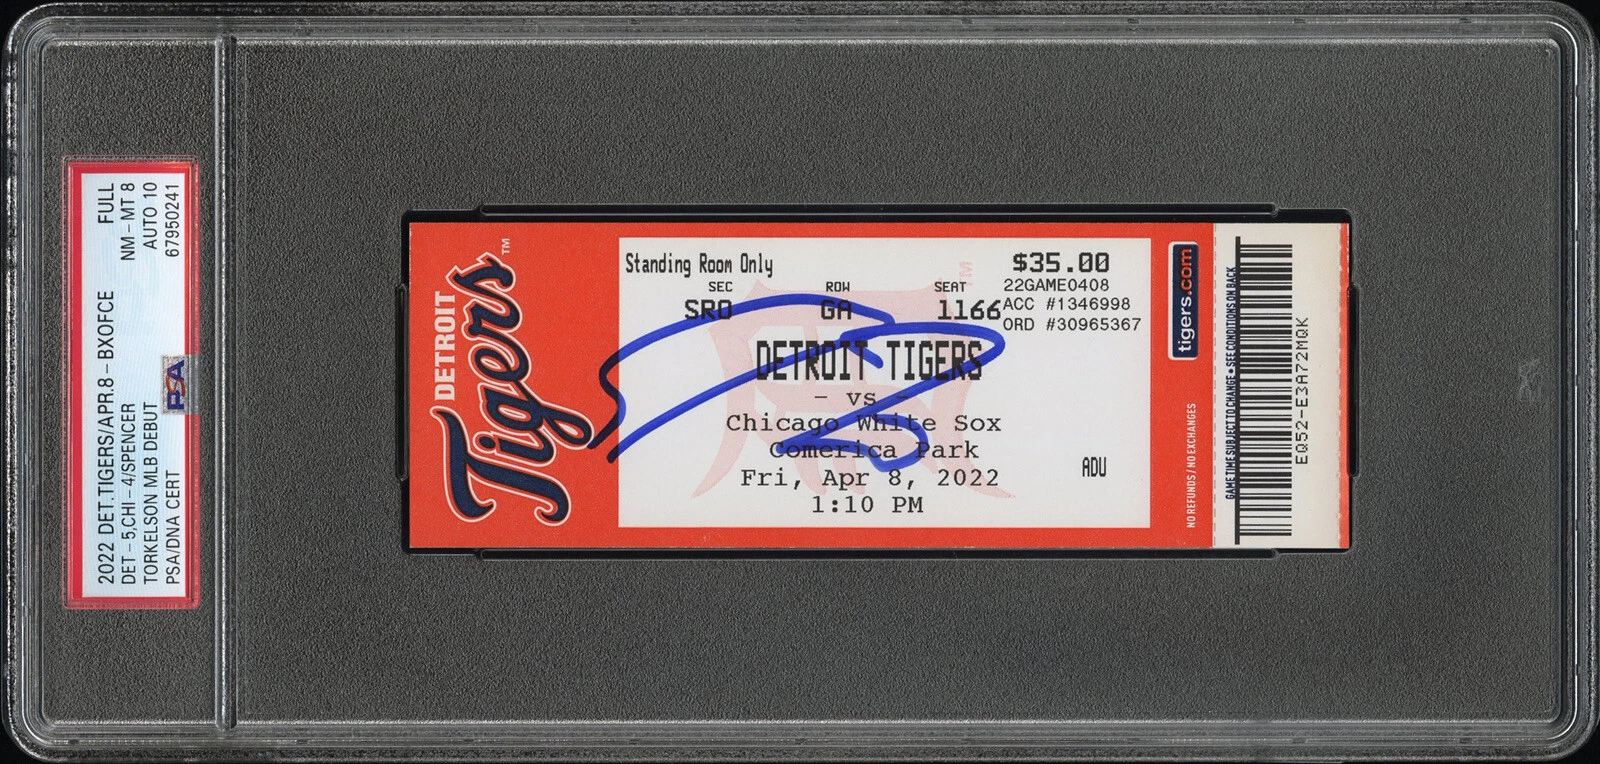 2022 DET.TIGERS/APR.8-BXOFCE FULL
DET-5,CHI-4/SPENCER NM-MT 8
TORKELSON MLB DEBUT AUTO 10
PSA/DNA CERT 67950241
PSA
DETROIT
Tigers™
Standing Room Only
SEC ROW SEAT
SRO GA 1166
$35.00
22GAME0408
ACC #1346998
ORD #30965367
DETROIT TIGERS
- vs -
Chicago White Sox
Comerica Park
Fri, Apr 8, 2022
1:10 PM
ADU
TM
tigers.com
NO REFUNDS/NO EXCHANGES
GAME TIME SUBJECT TO CHANGE • SEE CONDITIONS ON BACK
EQ52-E3A72MQK